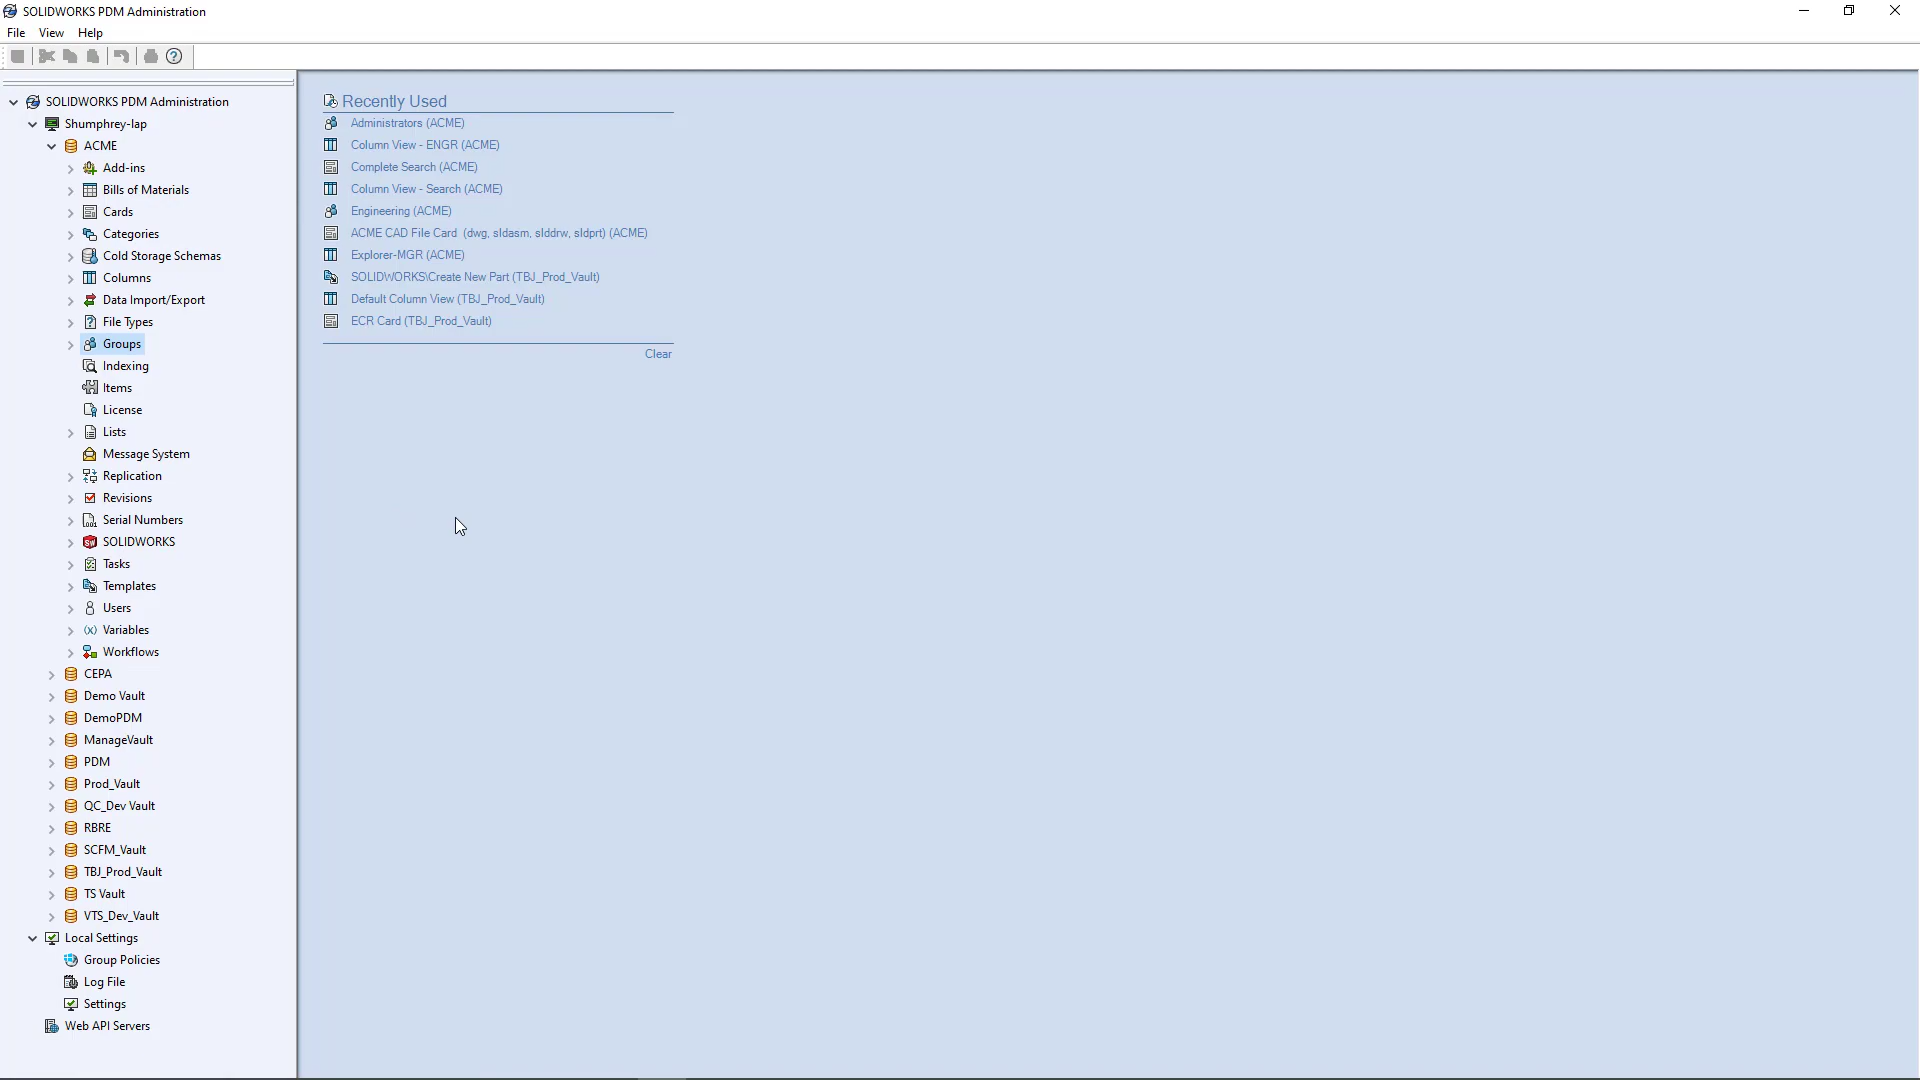 SOLIDWORKS PDM Administration
File View Help
SOLIDWORKS PDM Administration
Shumphrey-lap
ACME
Add-ins
Bills of Materials
Cards
Categories
Cold Storage Schemas
Columns
Data Import/Export
File Types
Groups
Indexing
Items
License
Lists
Message System
Replication
Revisions
Serial Numbers
SOLIDWORKS
Tasks
Templates
Users
Variables
Workflows
CEPA
Demo Vault
DemoPDM
ManageVault
PDM
Prod_Vault
QC_Dev Vault
RBRE
SCFM_Vault
TBJ_Prod_Vault
TS Vault
VTS_Dev_Vault
Local Settings
Group Policies
Log File
Settings
Web API Servers
Recently Used
Administrators (ACME)
Column View - ENGR (ACME)
Complete Search (ACME)
Column View - Search (ACME)
Engineering (ACME)
ACME CAD File Card (dwg, sldasm, slddrw, sldprt) (ACME)
Explorer-MGR (ACME)
SOLIDWORKS\Create New Part (TBJ_Prod_Vault)
Default Column View (TBJ_Prod_Vault)
ECR Card (TBJ_Prod_Vault)
Clear